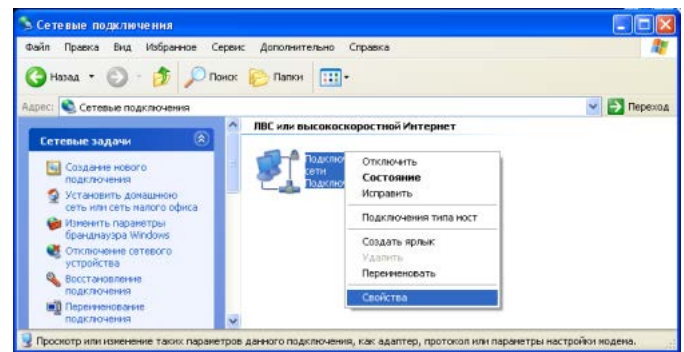 Сетевые подключения
Файл Правка Вид Избранное Сервис Дополнительно Справка
Назад Поиск Папки
Адрес: Сетевые подключения Переход
Сетевые задачи
Создание нового
подключения
Установить домашнюю
сеть или сеть малого офиса
Изменить параметры
брандмауэра Windows
Отключение сетевого
устройства
Восстановление
подключения
Переименование
подключения
ЛВС или высокоскоростной Интернет
Подклю
сети
Подклю
Отключить
Состояние
Исправить
Подключения типа мост
Создать ярлык
Удалить
Переименовать
Свойства
Просмотр или изменение таких параметров данного подключения, как адаптер, протокол или параметры настройки модема.